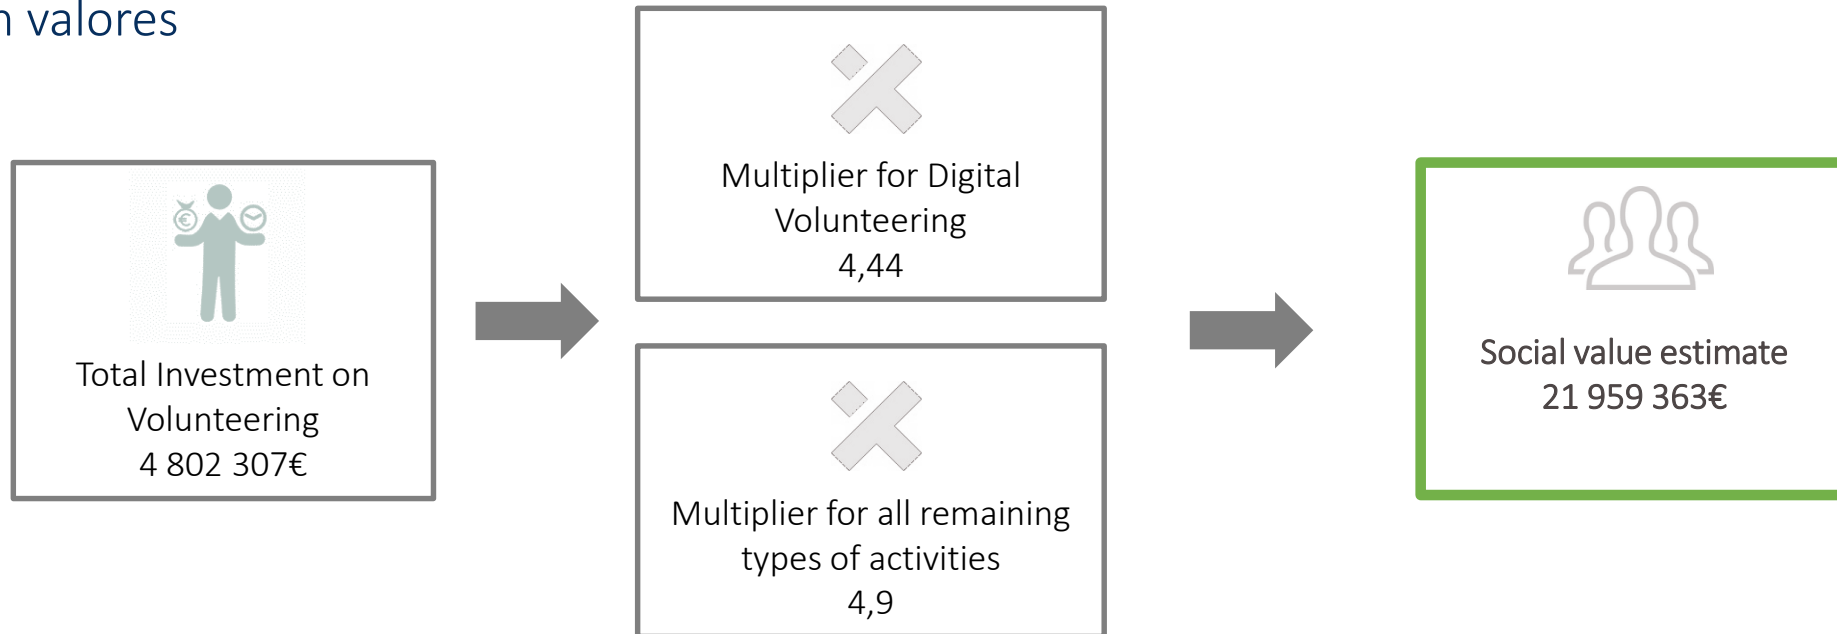 n valores
Total Investment on
Volunteering
4 802 307€
Multiplier for Digital
Volunteering
4,44
Multiplier for all remaining
types of activities
4,9
Social value estimate
21 959 363€